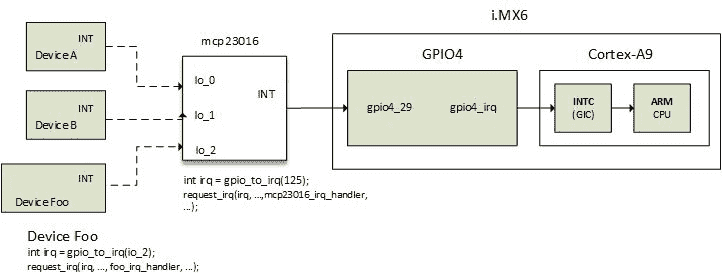 i.MX6
mcp23016
GPIO4
Cortex-A9
INT
Device A
Io_0
INT
gpio4_29
gpio4_irq
INTC
(GIC)
ARM
CPU
INT
Device B
Io_1
INT
Device Foo
Io_2
int irq = gpio_to_irq(125);
request_irq(irq, ...,mcp23016_irq_handler,
...);
Device Foo
int irq = gpio_to_irq(io_2);
request_irq(irq, ..., foo_irq_handler, ...);